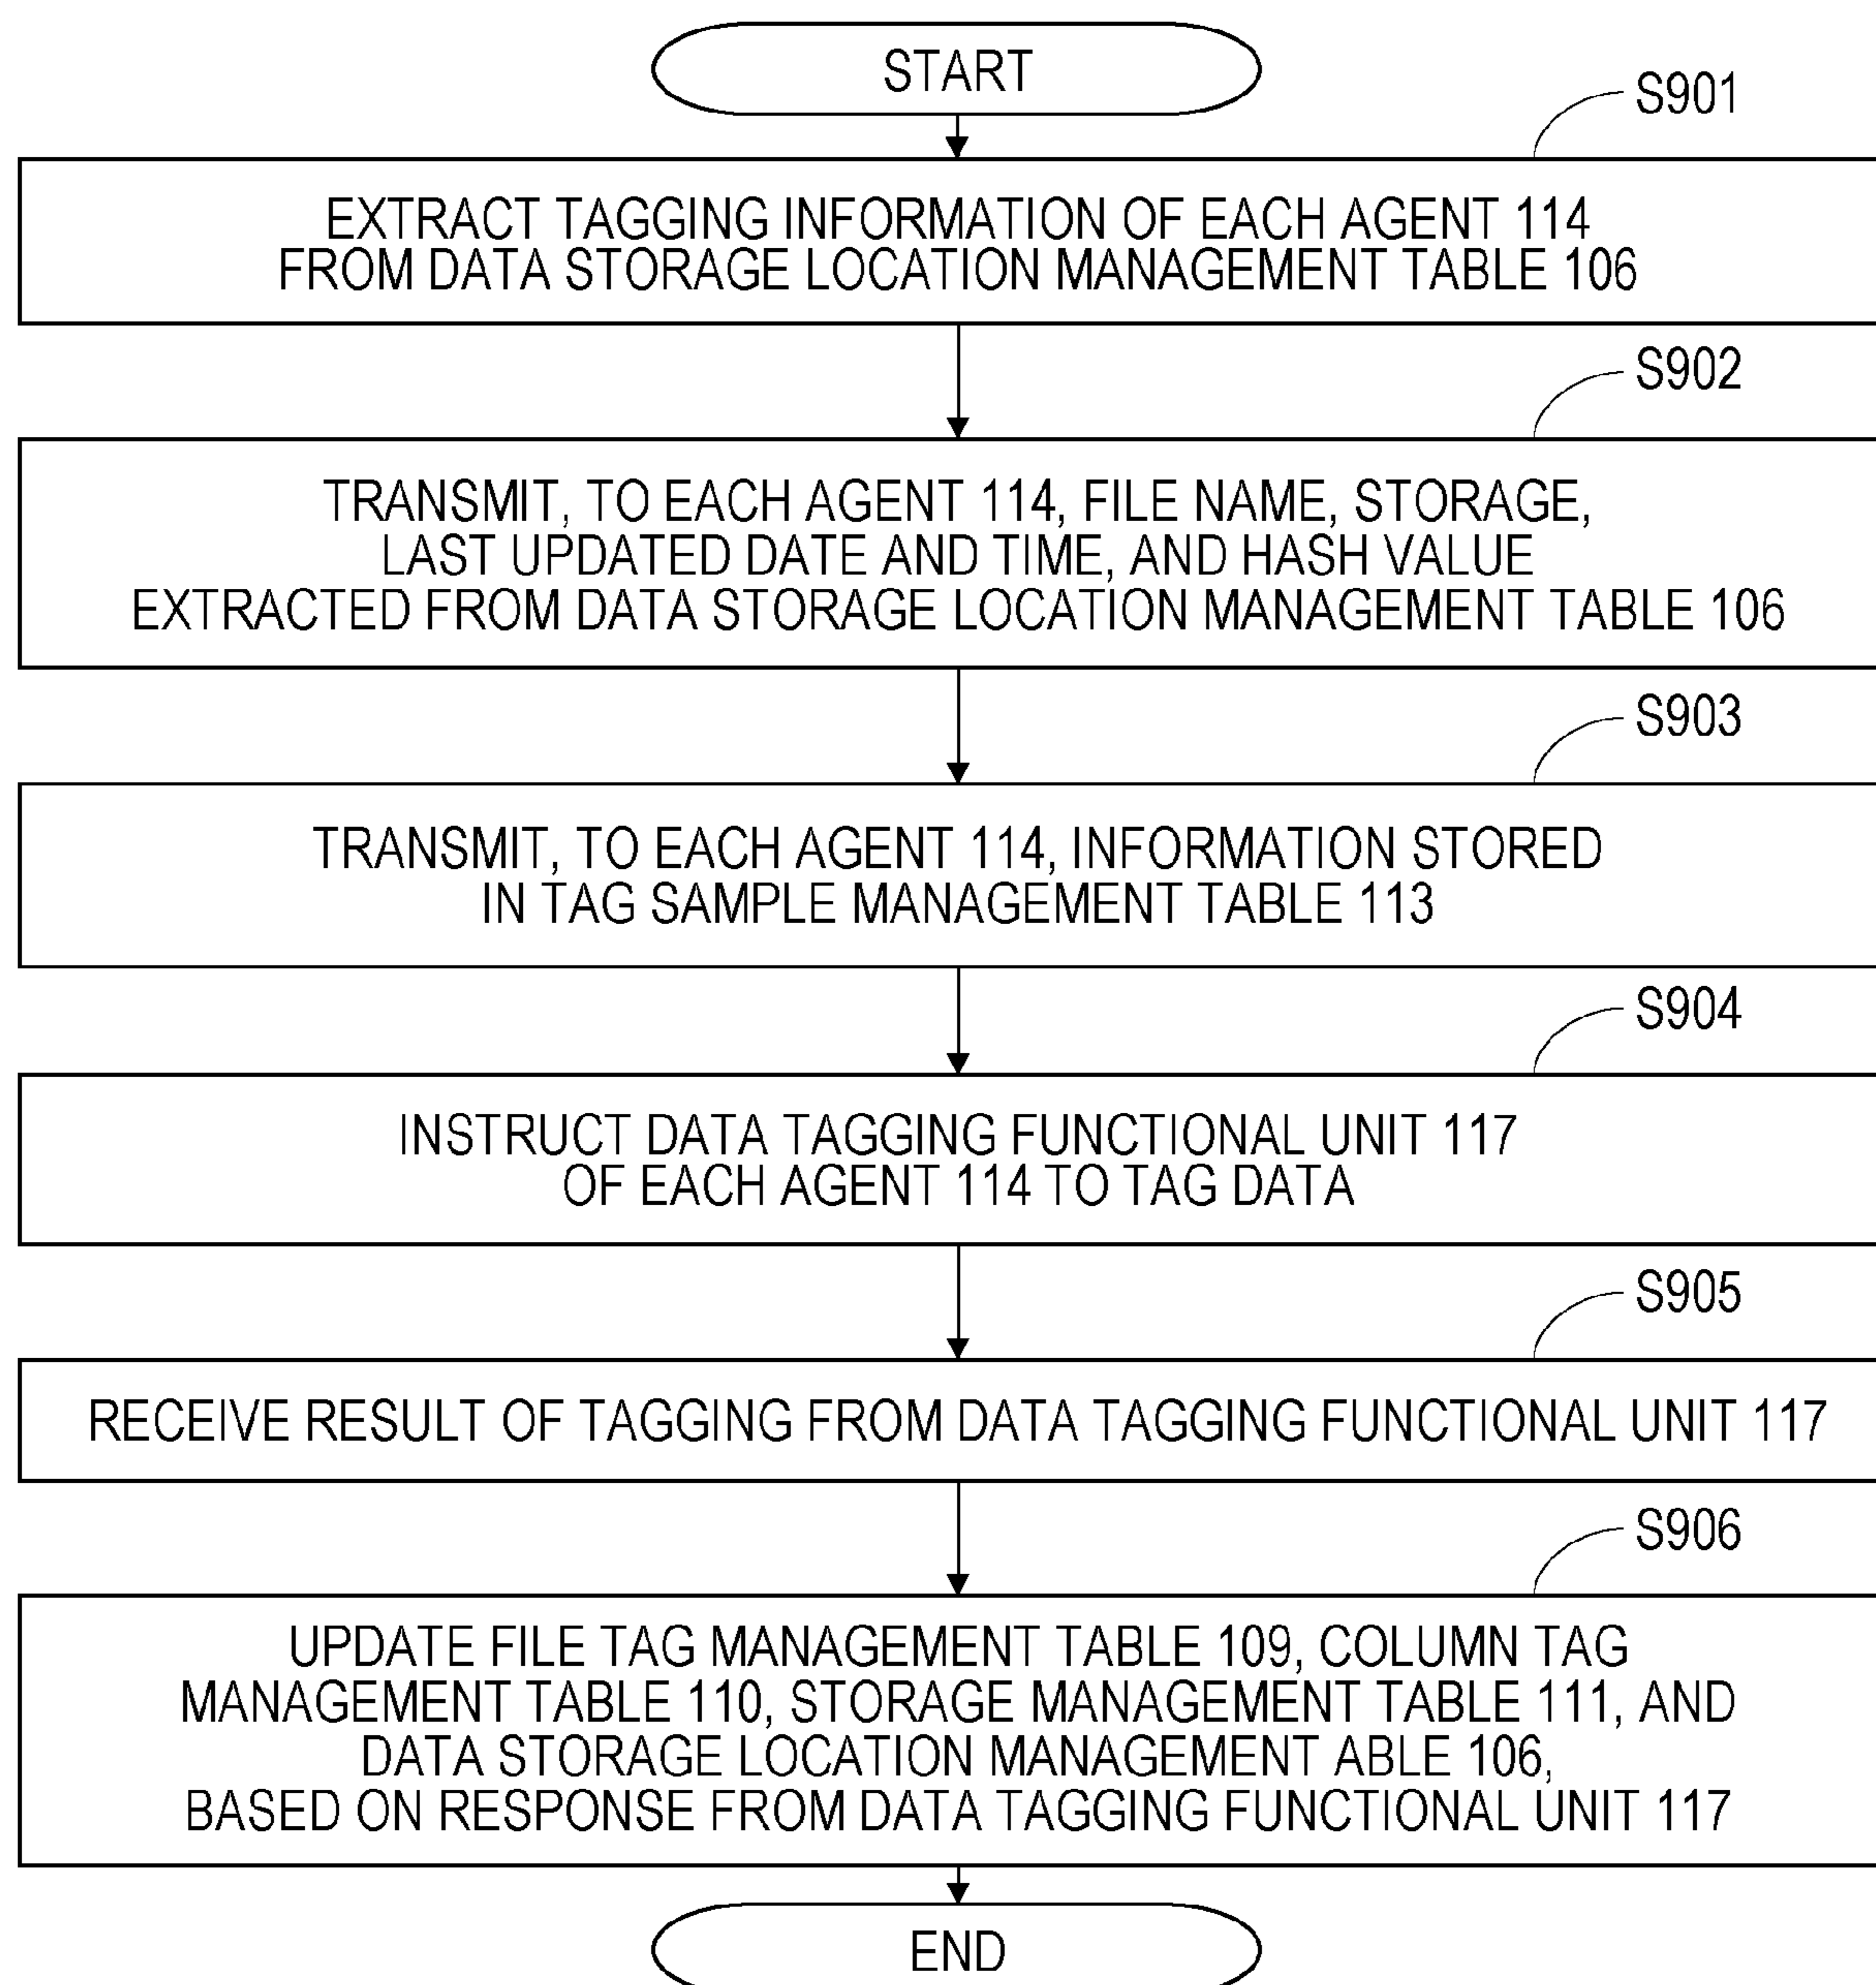 START
S901
EXTRACT TAGGING INFORMATION OF EACH AGENT 114
FROM DATA STORAGE LOCATION MANAGEMENT TABLE 106
S902
TRANSMIT, TO EACH AGENT 114, FILE NAME, STORAGE,
LAST UPDATED DATE AND TIME, AND HASH VALUE
EXTRACTED FROM DATA STORAGE LOCATION MANAGEMENT TABLE 106
S903
TRANSMIT, TO EACH AGENT 114, INFORMATION STORED
IN TAG SAMPLE MANAGEMENT TABLE 113
S904
INSTRUCT DATA TAGGING FUNCTIONAL UNIT 117
OF EACH AGENT 114 TO TAG DATA
S905
RECEIVE RESULT OF TAGGING FROM DATA TAGGING FUNCTIONAL UNIT 117
S906
UPDATE FILE TAG MANAGEMENT TABLE 109, COLUMN TAG
MANAGEMENT TABLE 110, STORAGE MANAGEMENT TABLE 111, AND
DATA STORAGE LOCATION MANAGEMENT ABLE 106,
BASED ON RESPONSE FROM DATA TAGGING FUNCTIONAL UNIT 117
END